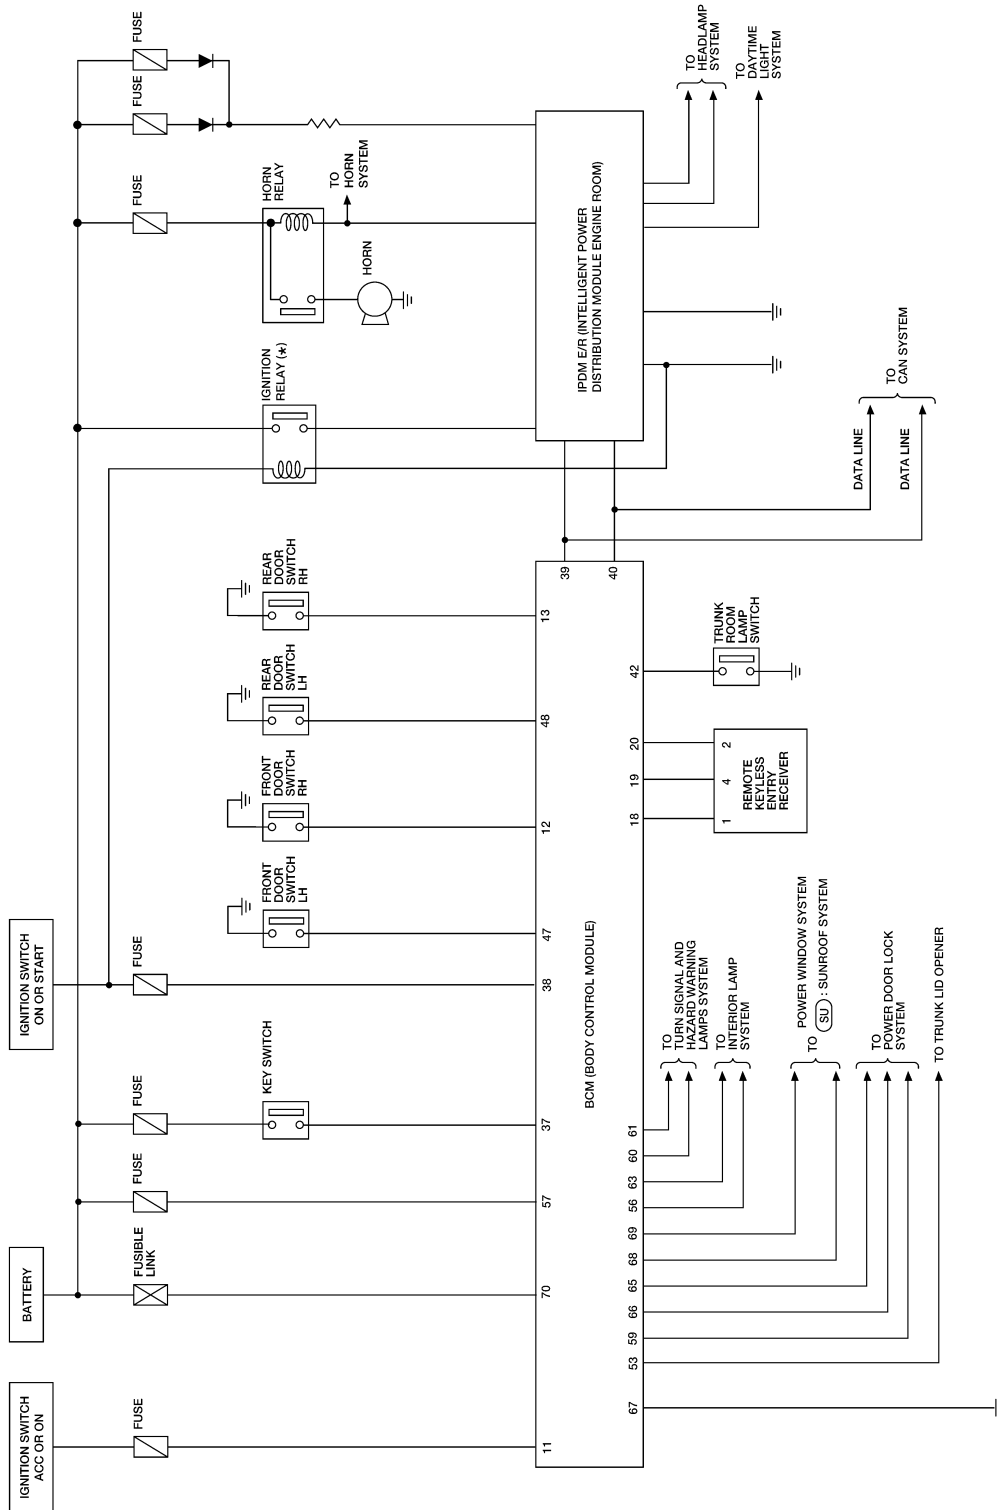 IGNITION SWITCH
ACC OR ON
BATTERY
IGNITION SWITCH
ON OR START
FUSE
FUSIBLE
LINK
FUSE
FUSE
FUSE
FUSE
FUSE
FUSE
KEY SWITCH
FRONT
DOOR
SWITCH
LH
FRONT
DOOR
SWITCH
RH
REAR
DOOR
SWITCH
LH
REAR
DOOR
SWITCH
RH
IGNITION
RELAY (★)
HORN
RELAY
TO
HORN
SYSTEM
HORN
11
70
57
37
38
47
12
48
13
BCM (BODY CONTROL MODULE)
39
40
IPDM E/R (INTELLIGENT POWER
DISTRIBUTION MODULE ENGINE ROOM)
67
53
59
66
65
68
69
56
63
60
61
18
19
20
42
TO
TURN SIGNAL AND
HAZARD WARNING
LAMPS SYSTEM
TO
INTERIOR LAMP
SYSTEM
TO
POWER WINDOW SYSTEM
SU : SUNROOF SYSTEM
TO
POWER DOOR LOCK
SYSTEM
TO TRUNK LID OPENER
1
4
2
REMOTE
KEYLESS
ENTRY
RECEIVER
TRUNK
ROOM
LAMP
SWITCH
DATA LINE
DATA LINE
TO
CAN SYSTEM
TO
HEADLAMP
SYSTEM
TO
DAYTIME
LIGHT
SYSTEM